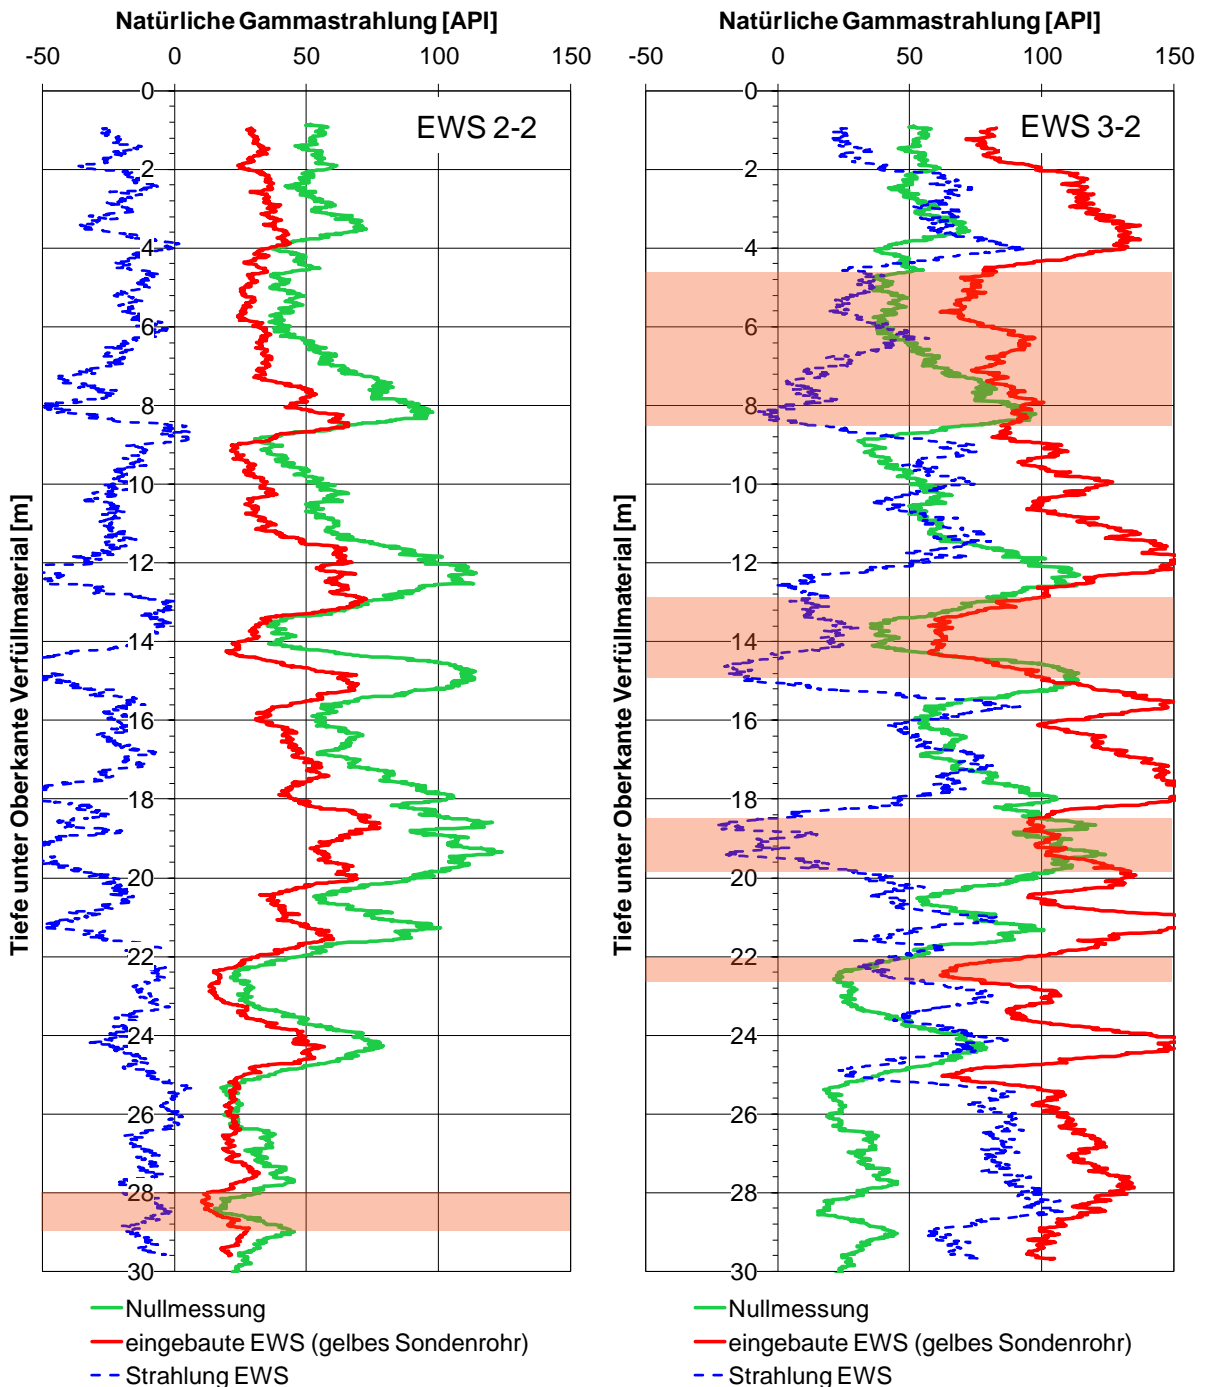 Natürliche Gammastrahlung [API]
-50 0 50 100 150
EWS 2-2
Tiefe unter Oberkante Verfüllmaterial [m]
0
2
4
6
8
10
12
14
16
18
20
22
24
26
28
30
Nullmessung
eingebaute EWS (gelbes Sondenrohr)
Strahlung EWS
Natürliche Gammastrahlung [API]
-50 0 50 100 150
EWS 3-2
Tiefe unter Oberkante Verfüllmaterial [m]
0
2
4
6
8
10
12
14
16
18
20
22
24
26
28
30
Nullmessung
eingebaute EWS (gelbes Sondenrohr)
Strahlung EWS